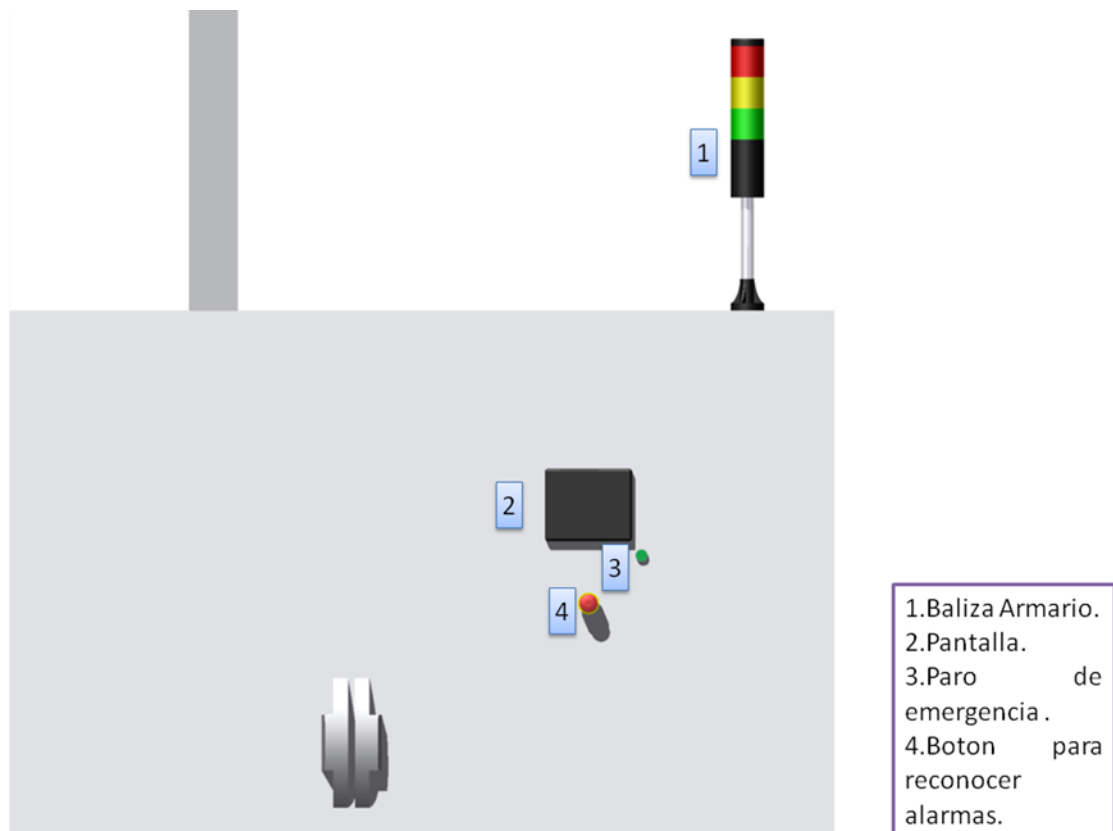 1
2
3
4
1.Baliza Armario.
2.Pantalla.
3.Paro de
emergencia .
4.Boton para
reconocer
alarmas.